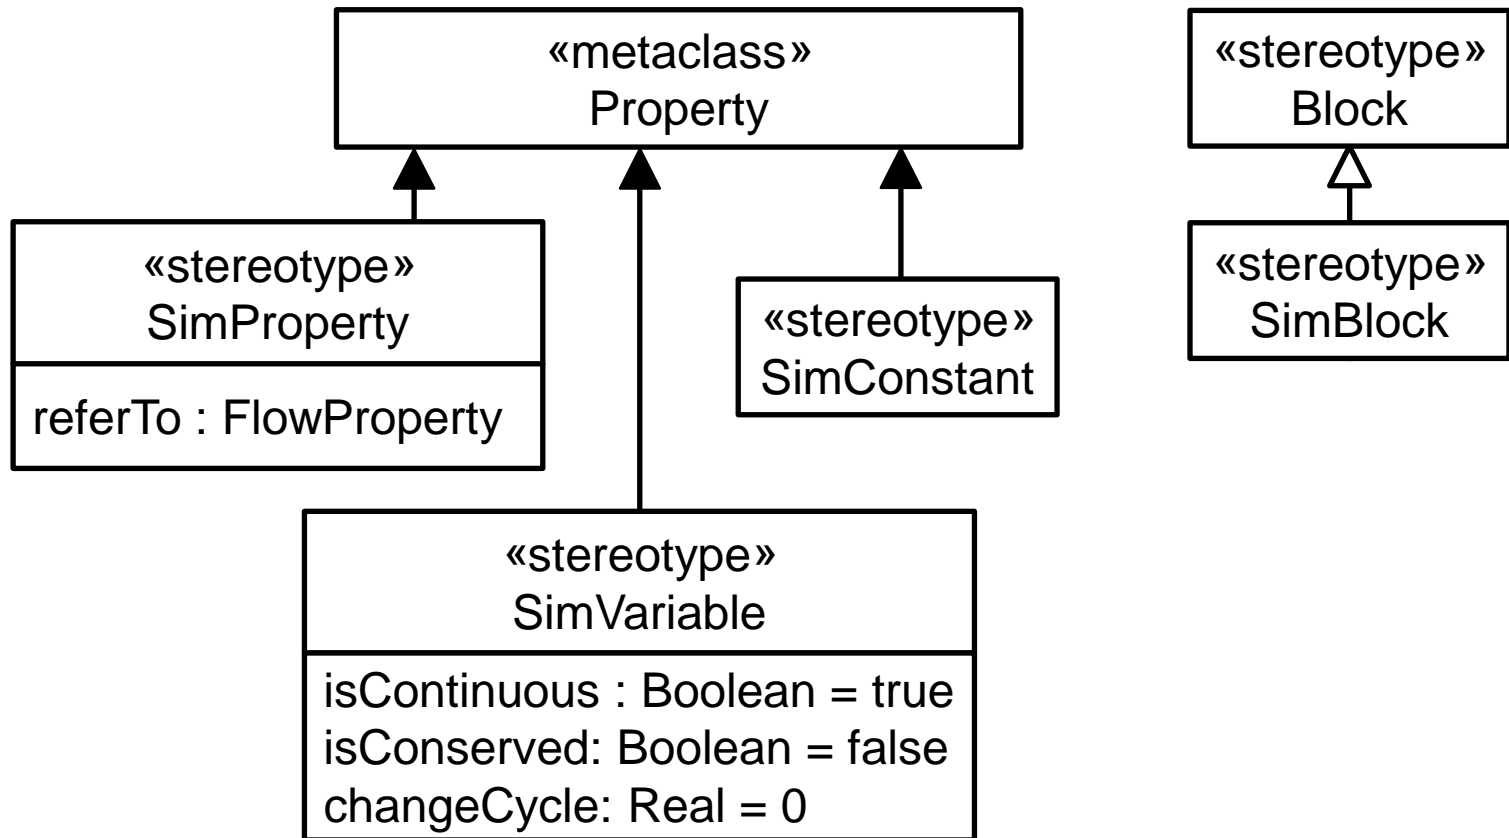 «metaclass»
Property
«stereotype»
Block
«stereotype»
SimProperty
referTo : FlowProperty
«stereotype»
SimConstant
«stereotype»
SimBlock
«stereotype»
SimVariable
isContinuous : Boolean = true
isConserved: Boolean = false
changeCycle: Real = 0